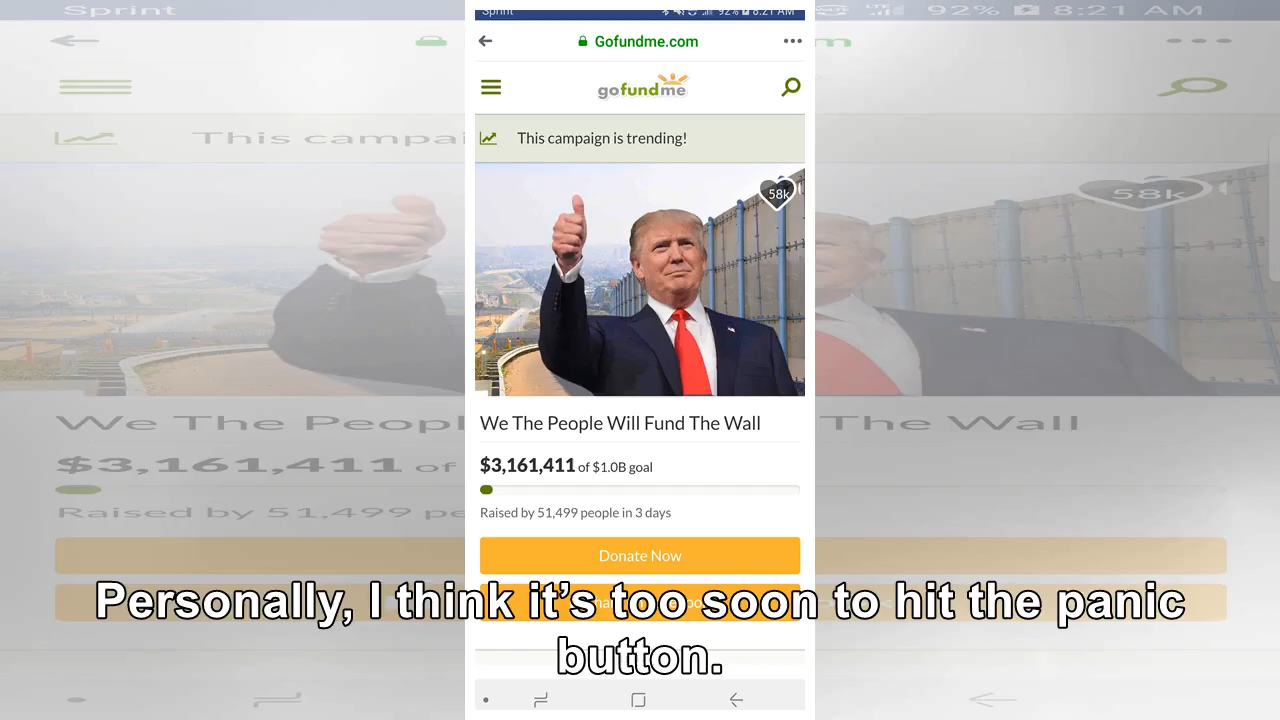 Sprint 92% 8:21 AM
Gofundme.com
gofundme
This campaign is trending!
58k
We The People Will Fund The Wall
$3,161,411 of $1.0B goal
Raised by 51,499 people in 3 days
Donate Now
Personally, I think it’s too soon to hit the panic
button.